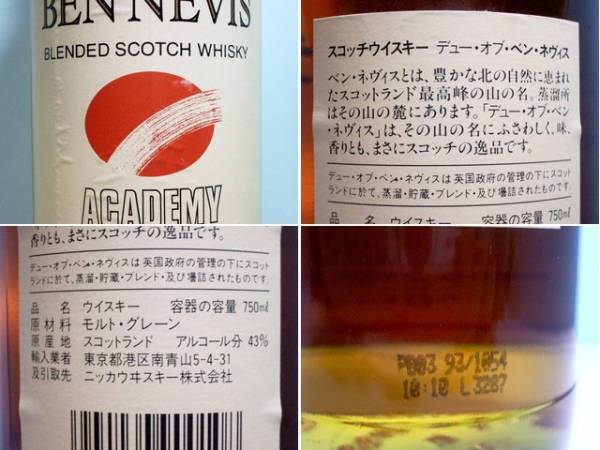 BEN NEVIS
BLENDED SCOTCH WHISKY
ACADEMY
スコッチウイスキー デュー・オブ・ベン・ネヴィス
ベン・ネヴィスとは、豊かな北の自然に恵まれ
たスコットランド最高峰の山の名。蒸溜所
はその山の麓にあります。「デュー・オブ・ベン
・ネヴィス」は、その山の名にふさわしく、味、
香りとも、まさにスコッチの逸品です。
デュー・オブ・ベン・ネヴィスは英国政府の管理の下にスコット
ランドに於て、蒸溜・貯蔵・ブレンド・及び壜詰されたものです。
品 名 ウイスキー 容器の容量 750ml
香りとも、まさにスコッチの逸品です。
デュー・オブ・ベン・ネヴィスは英国政府の管理の下にスコット
ランドに於て、蒸溜・貯蔵・ブレンド・及び壜詰されたものです。
品 名 ウイスキー 容器の容量 750ml
原材料 モルト・グレーン
原産地 スコットランド アルコール分 43%
輸入業者 東京都港区南青山5-4-31
及引取先 ニッカウヰスキー株式会社
P803 93/1054
10:10 L3287